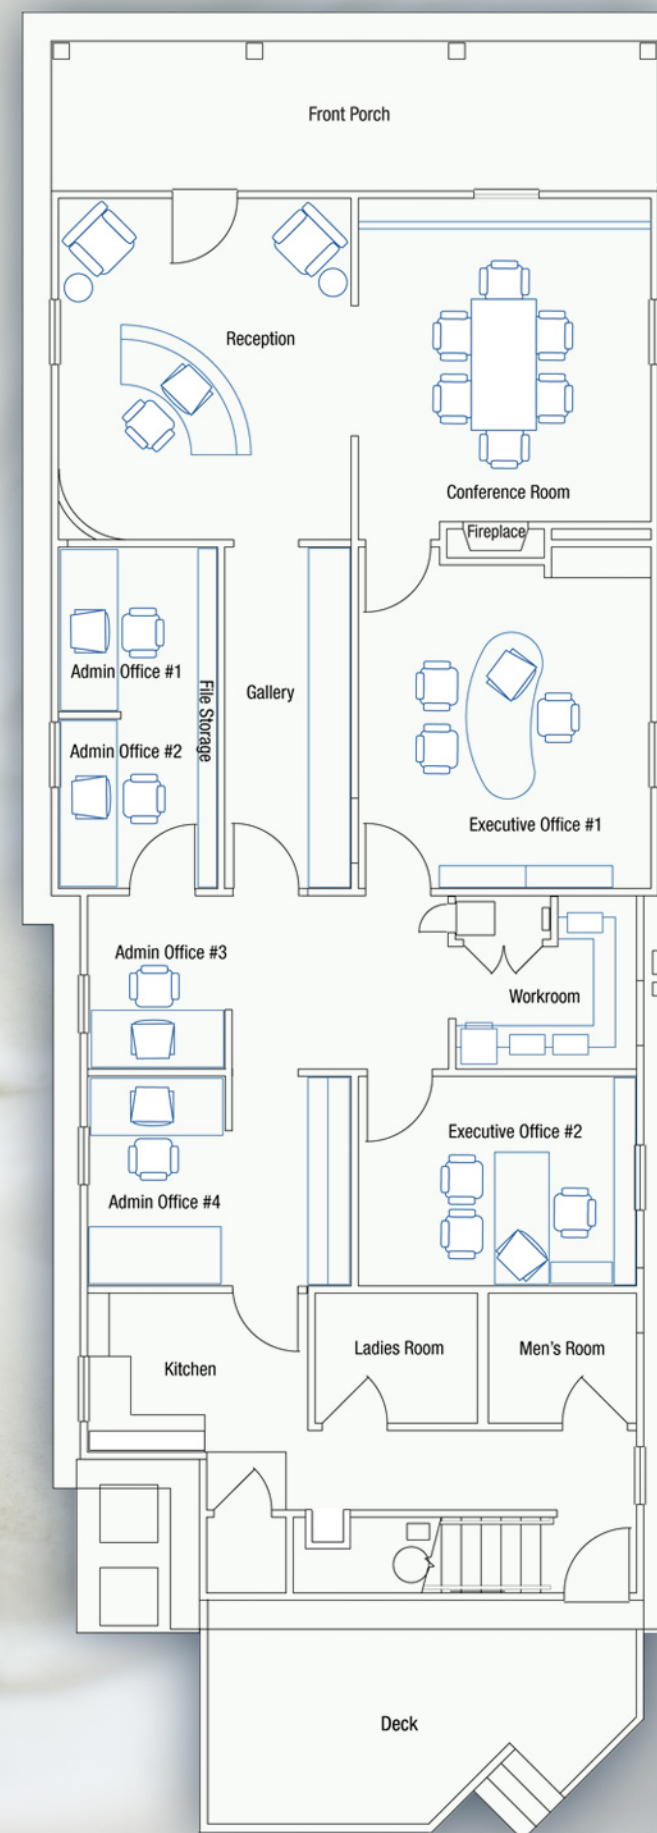 Front Porch
Reception
Conference Room
Fireplace
Admin Office #1
File Storage
Gallery
Admin Office #2
Executive Office #1
Admin Office #3
Workroom
Executive Office #2
Admin Office #4
Ladies Room
Men's Room
Kitchen
Deck